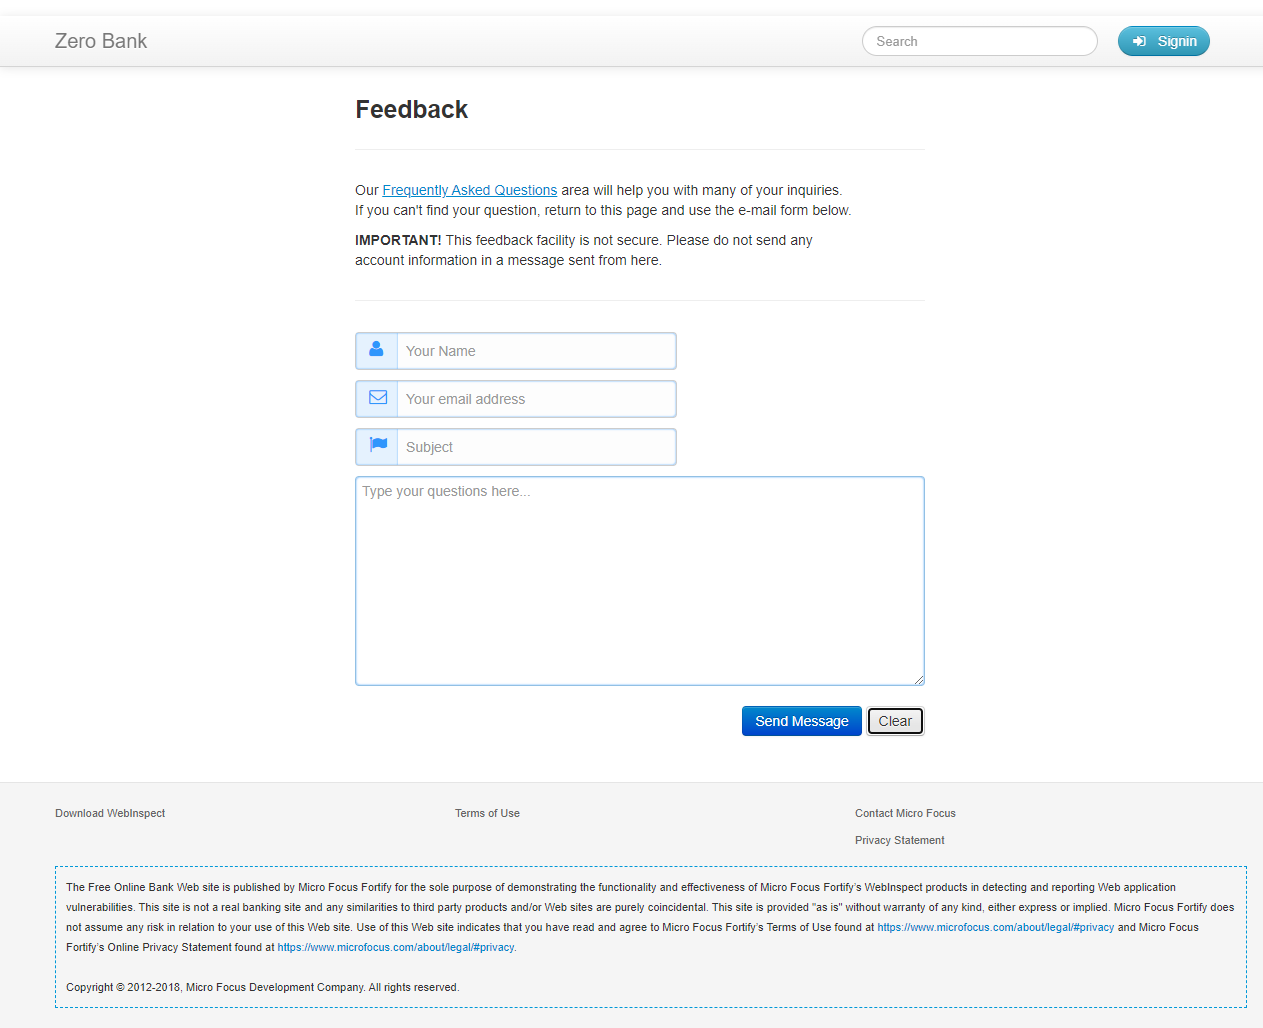 Zero Bank
Search
Signin
Feedback
Our Frequently Asked Questions area will help you with many of your inquiries.
If you can't find your question, return to this page and use the e-mail form below.
IMPORTANT! This feedback facility is not secure. Please do not send any
account information in a message sent from here.
Your Name
Your email address
Subject
Type your questions here...
Send Message
Clear
Download WebInspect
Terms of Use
Contact Micro Focus
Privacy Statement
The Free Online Bank Web site is published by Micro Focus Fortify for the sole purpose of demonstrating the functionality and effectiveness of Micro Focus Fortify's WebInspect products in detecting and reporting Web application
vulnerabilities. This site is not a real banking site and any similarities to third party products and/or Web sites are purely coincidental. This site is provided "as is" without warranty of any kind, either express or implied. Micro Focus Fortify does
not assume any risk in relation to your use of this Web site. Use of this Web site indicates that you have read and agree to Micro Focus Fortify's Terms of Use found at https://www.microfocus.com/about/legal/#privacy and Micro Focus
Fortify's Online Privacy Statement found at https://www.microfocus.com/about/legal/#privacy.
Copyright © 2012-2018, Micro Focus Development Company. All rights reserved.